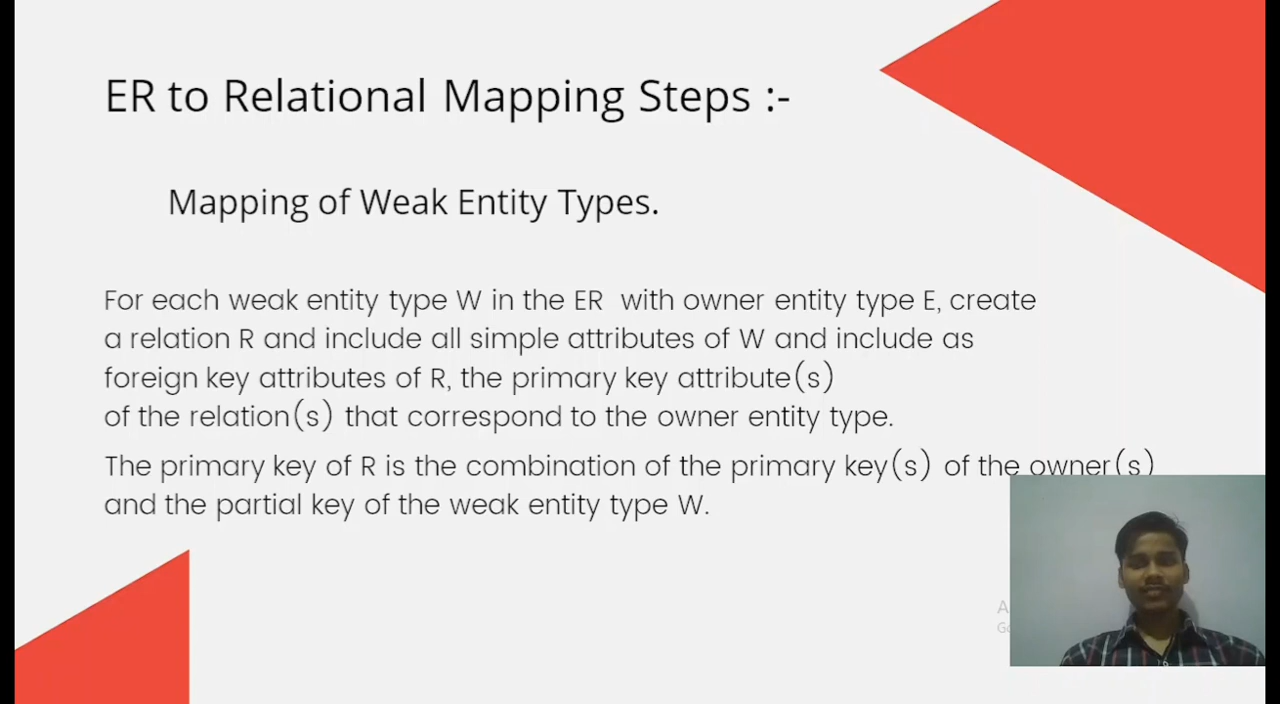 ER to Relational Mapping Steps :-
Mapping of Weak Entity Types.
For each weak entity type W in the ER with owner entity type E, create
a relation R and include all simple attributes of W and include as
foreign key attributes of R, the primary key attribute(s)
of the relation(s) that correspond to the owner entity type.
The primary key of R is the combination of the primary key(s) of the owner(s)
and the partial key of the weak entity type W.